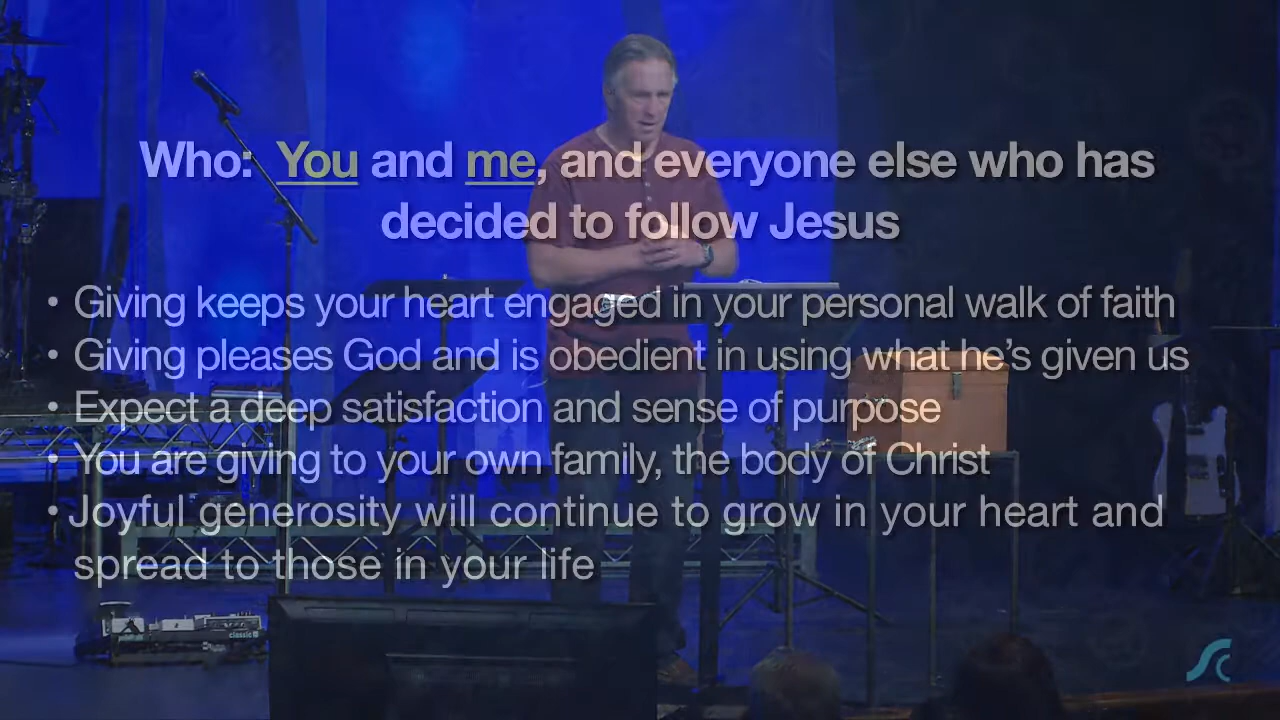 Who: You and me, and everyone else who has
decided to follow Jesus
• Giving keeps your heart engaged in your personal walk of faith
• Giving pleases God and is obedient in using what he’s given us
• Expect a deep satisfaction and sense of purpose
• You are giving to your own family, the body of Christ
• Joyful generosity will continue to grow in your heart and
spread to those in your life
classic